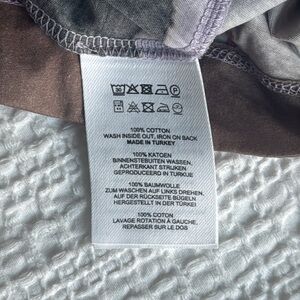 100% COTTON
WASH INSIDE OUT, IRON ON BACK
MADE IN TURKEY
100% KATOEN
BINNENSTEBUITEN WASSEN,
ACHTERKANT STRIJKEN
GEPRODUCEERD IN TURKIJE
100% BAUMWOLLE
ZUM WASCHEN AUF LINKS DREHEN,
AUF DER RÜCKSEITE BÜGELN
HERGESTELLT IN DER TÜRKEI
100% COTON
LAVAGE ROTATION À GAUCHE,
REPASSER SUR LE DOS